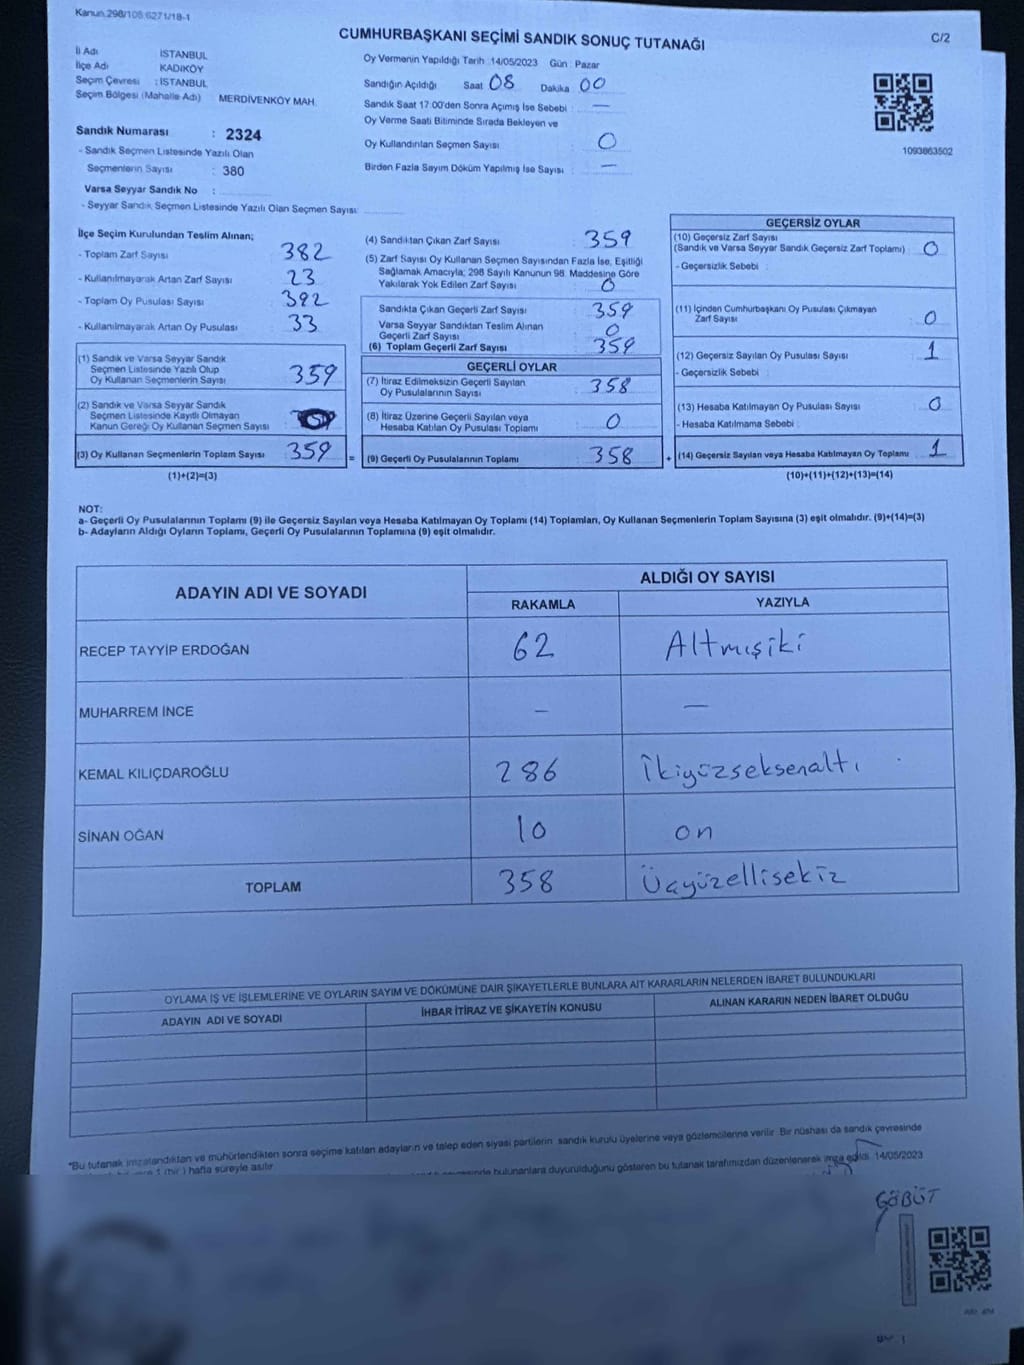 Kanun.298/105.6271/18-1
CUMHURBAŞKANI SEÇİMİ SANDIK SONUÇ TUTANAĞI
C/2
İl Adı İSTANBUL
İlçe Adı KADIKÖY
Seçim Çevresi : İSTANBUL
Seçim Bölgesi (Mahalle Adı) MERDİVENKÖY MAH.
Sandık Numarası : 2324
- Sandık Seçmen Listesinde Yazılı Olan
Seçmenlerin Sayısı : 380
Varsa Seyyar Sandık No :
- Seyyar Sandık Seçmen Listesinde Yazılı Olan Seçmen Sayısı:
Oy Vermenin Yapıldığı Tarih :14/05/2023 Gün : Pazar
Sandığın Açıldığı Saat 08 Dakika 00
Sandık Saat 17:00'den Sonra Açımış İse Sebebi : —
Oy Verme Saati Bitiminde Sırada Bekleyen ve
Oy Kullandırılan Seçmen Sayısı : 0
Birden Fazla Sayım Döküm Yapılmış İse Sayısı : —
1093863502
İlçe Seçim Kurulundan Teslim Alınan;
- Toplam Zarf Sayısı : 382
- Kullanılmayarak Artan Zarf Sayısı : 23
- Toplam Oy Pusulası Sayısı : 392
- Kullanılmayarak Artan Oy Pusulası : 33
(1) Sandık ve Varsa Seyyar Sandık
Seçmen Listesinde Yazılı Olup
Oy Kullanan Seçmenlerin Sayısı : 359
(2) Sandık ve Varsa Seyyar Sandık
Seçmen Listesinde Kayıtlı Olmayan
Kanun Gereği Oy Kullanan Seçmen Sayısı :
(3) Oy Kullanan Seçmenlerin Toplam Sayısı : 359
(1)+(2)=(3)
(4) Sandıktan Çıkan Zarf Sayısı : 359
(5) Zarf Sayısı Oy Kullanan Seçmen Sayısından Fazla İse, Eşitliği
Sağlamak Amacıyla; 298 Sayılı Kanunun 98. Maddesine Göre
Yakılarak Yok Edilen Zarf Sayısı : 0
Sandıkta Çıkan Geçerli Zarf Sayısı : 359
Varsa Seyyar Sandıktan Teslim Alınan
Geçerli Zarf Sayısı : 0
(6) Toplam Geçerli Zarf Sayısı : 359
GEÇERLİ OYLAR
(7) İtiraz Edilmeksizin Geçerli Sayılan
Oy Pusulalarının Sayısı : 358
(8) İtiraz Üzerine Geçerli Sayılan veya
Hesaba Katılan Oy Pusulası Toplamı : 0
= (9) Geçerli Oy Pusulalarının Toplamı : 358
GEÇERSİZ OYLAR
(10) Geçersiz Zarf Sayısı
(Sandık ve Varsa Seyyar Sandık Geçersiz Zarf Toplamı) : 0
- Geçersizlik Sebebi :
(11) İçinden Cumhurbaşkanı Oy Pusulası Çıkmayan
Zarf Sayısı : 0
(12) Geçersiz Sayılan Oy Pusulası Sayısı : 1
- Geçersizlik Sebebi :
(13) Hesaba Katılmayan Oy Pusulası Sayısı : 0
- Hesaba Katılmama Sebebi :
+ (14) Geçersiz Sayılan veya Hesaba Katılmayan Oy Toplamı : 1
(10)+(11)+(12)+(13)=(14)
NOT:
a- Geçerli Oy Pusulalarının Toplamı (9) ile Geçersiz Sayılan veya Hesaba Katılmayan Oy Toplamı (14) Toplamları, Oy Kullanan Seçmenlerin Toplam Sayısına (3) eşit olmalıdır. (9)+(14)=(3)
b- Adayların Aldığı Oyların Toplamı, Geçerli Oy Pusulalarının Toplamına (9) eşit olmalıdır.
ADAYIN ADI VE SOYADI
ALDIĞI OY SAYISI
RAKAMLA YAZIYLA
RECEP TAYYİP ERDOĞAN 62 Altmışiki
MUHARREM İNCE — —
KEMAL KILIÇDAROĞLU 286 İkiyüzseksenaltı
SİNAN OĞAN 10 on
TOPLAM 358 Üçyüzellisekiz
OYLAMA İŞ VE İŞLEMLERİNE VE OYLARIN SAYIM VE DÖKÜMÜNE DAİR ŞİKAYETLERLE BUNLARA AİT KARARLARIN NELERDEN İBARET BULUNDUKLARI
ADAYIN ADI VE SOYADI İHBAR İTİRAZ VE ŞİKAYETİN KONUSU ALINAN KARARIN NEDEN İBARET OLDUĞU
*Bu tutanak imzalandıktan ve mühürlendikten sonra seçime katılan adayların ve talep eden siyasi partilerin sandık kurulu üyelerine veya gözlemcilerine verilir. Bir nüshası da sandık çevresinde
1 (bir) hafta süreyle asılır.
bulunanlara duyurulduğunu gösteren bu tutanak tarafımızdan düzenlenerek imza edildi. 14/05/2023